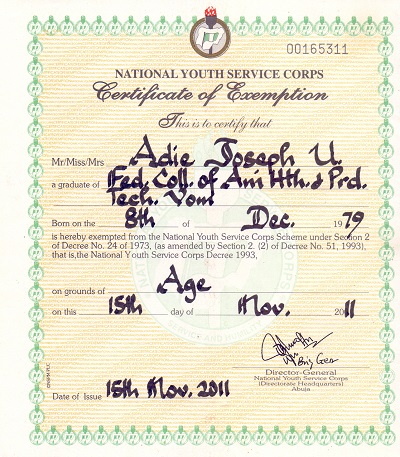 00165311
NATIONAL YOUTH SERVICE CORPS
Certificate of Exemption
This is to certify that
Mr/Miss/Mrs Adie Joseph U.
a graduate of Fed. Coll. of Ani Hth. & Prd.
Tech. Vom
Born on the 8th of Dec. 1979
is hereby exempted from the National Youth Service Corps Scheme under Section 2
of Decree No. 24 of 1973, (as amended by Section 2. (2) of Decree No. 51, 1993),
that is,the National Youth Service Corps Decree 1993,
on grounds of Age
on this 15th day of Nov. 2011
Brig Gen
Director-General
National Youth Service Corps
(Directorate Headquarters)
Abuja.
Date of Issue 15th Nov. 2011